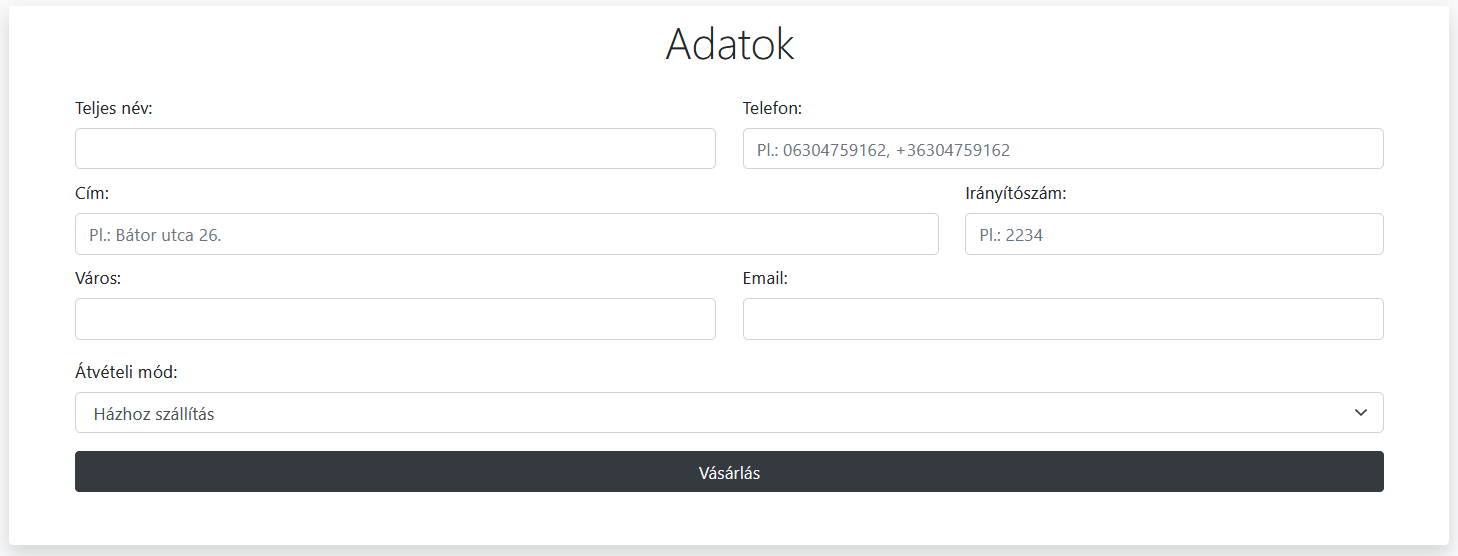 Adatok
Teljes név:
Telefon:
Pl.: 06304759162, +36304759162
Cím:
Irányítószám:
Pl.: Bátor utca 26.
Pl.: 2234
Város:
Email:
Átvételi mód:
Házhoz szállítás
Vásárlás